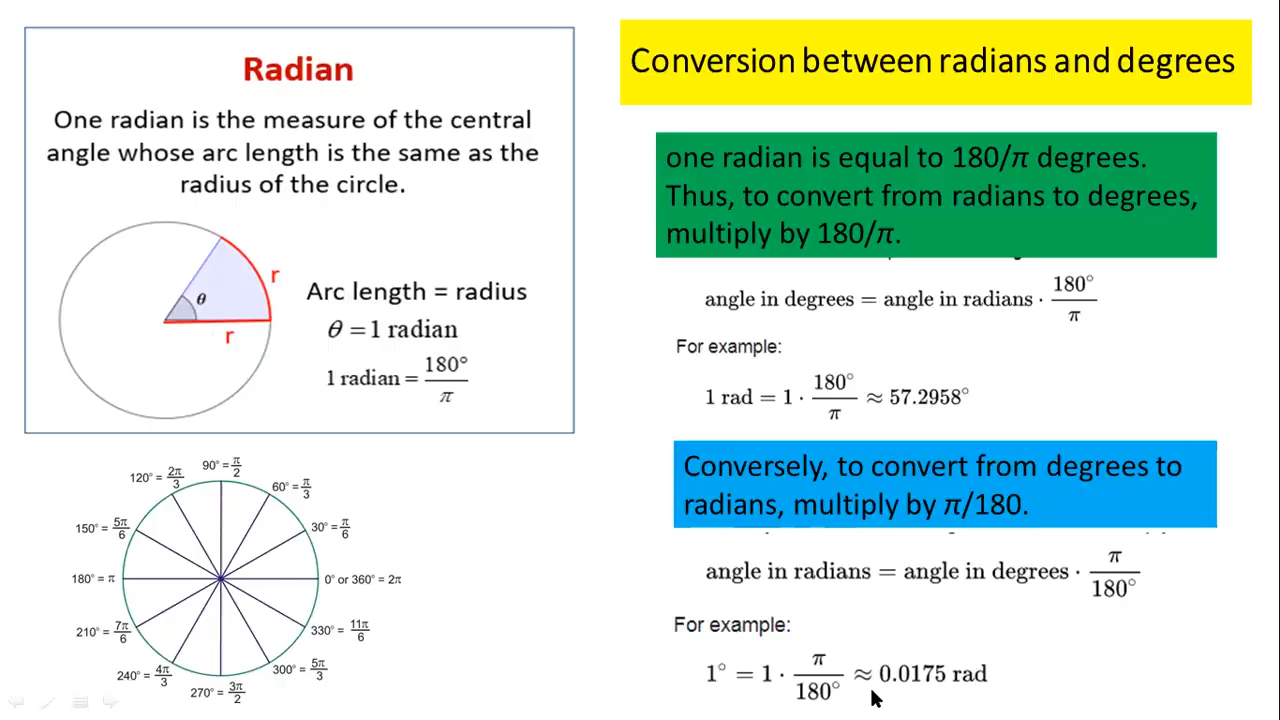 Radian
One radian is the measure of the central
angle whose arc length is the same as the
radius of the circle.
θ
r
r
Arc length = radius
θ = 1 radian
1 radian = 180°/π
90° = π/2
120° = 2π/3
60° = π/3
150° = 5π/6
30° = π/6
180° = π
0° or 360° = 2π
210° = 7π/6
330° = 11π/6
240° = 4π/3
300° = 5π/3
270° = 3π/2
Conversion between radians and degrees
one radian is equal to 180/π degrees.
Thus, to convert from radians to degrees,
multiply by 180/π.
angle in degrees = angle in radians · 180°/π
For example:
1 rad = 1 · 180°/π ≈ 57.2958°
Conversely, to convert from degrees to
radians, multiply by π/180.
angle in radians = angle in degrees · π/180°
For example:
1° = 1 · π/180° ≈ 0.0175 rad